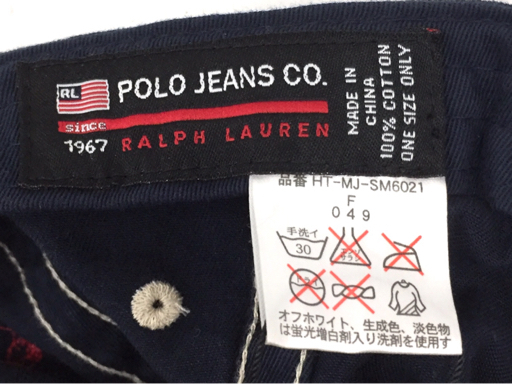 RL
POLO JEANS CO.
since
1967
RALPH LAUREN
MADE IN
CHINA
100% COTTON
ONE SIZE ONLY
品番 HT-MJ-SM6021
F
049
手洗イ
30
オフホワイト、生成色、淡色物
は蛍光増白剤入り洗剤を使用す